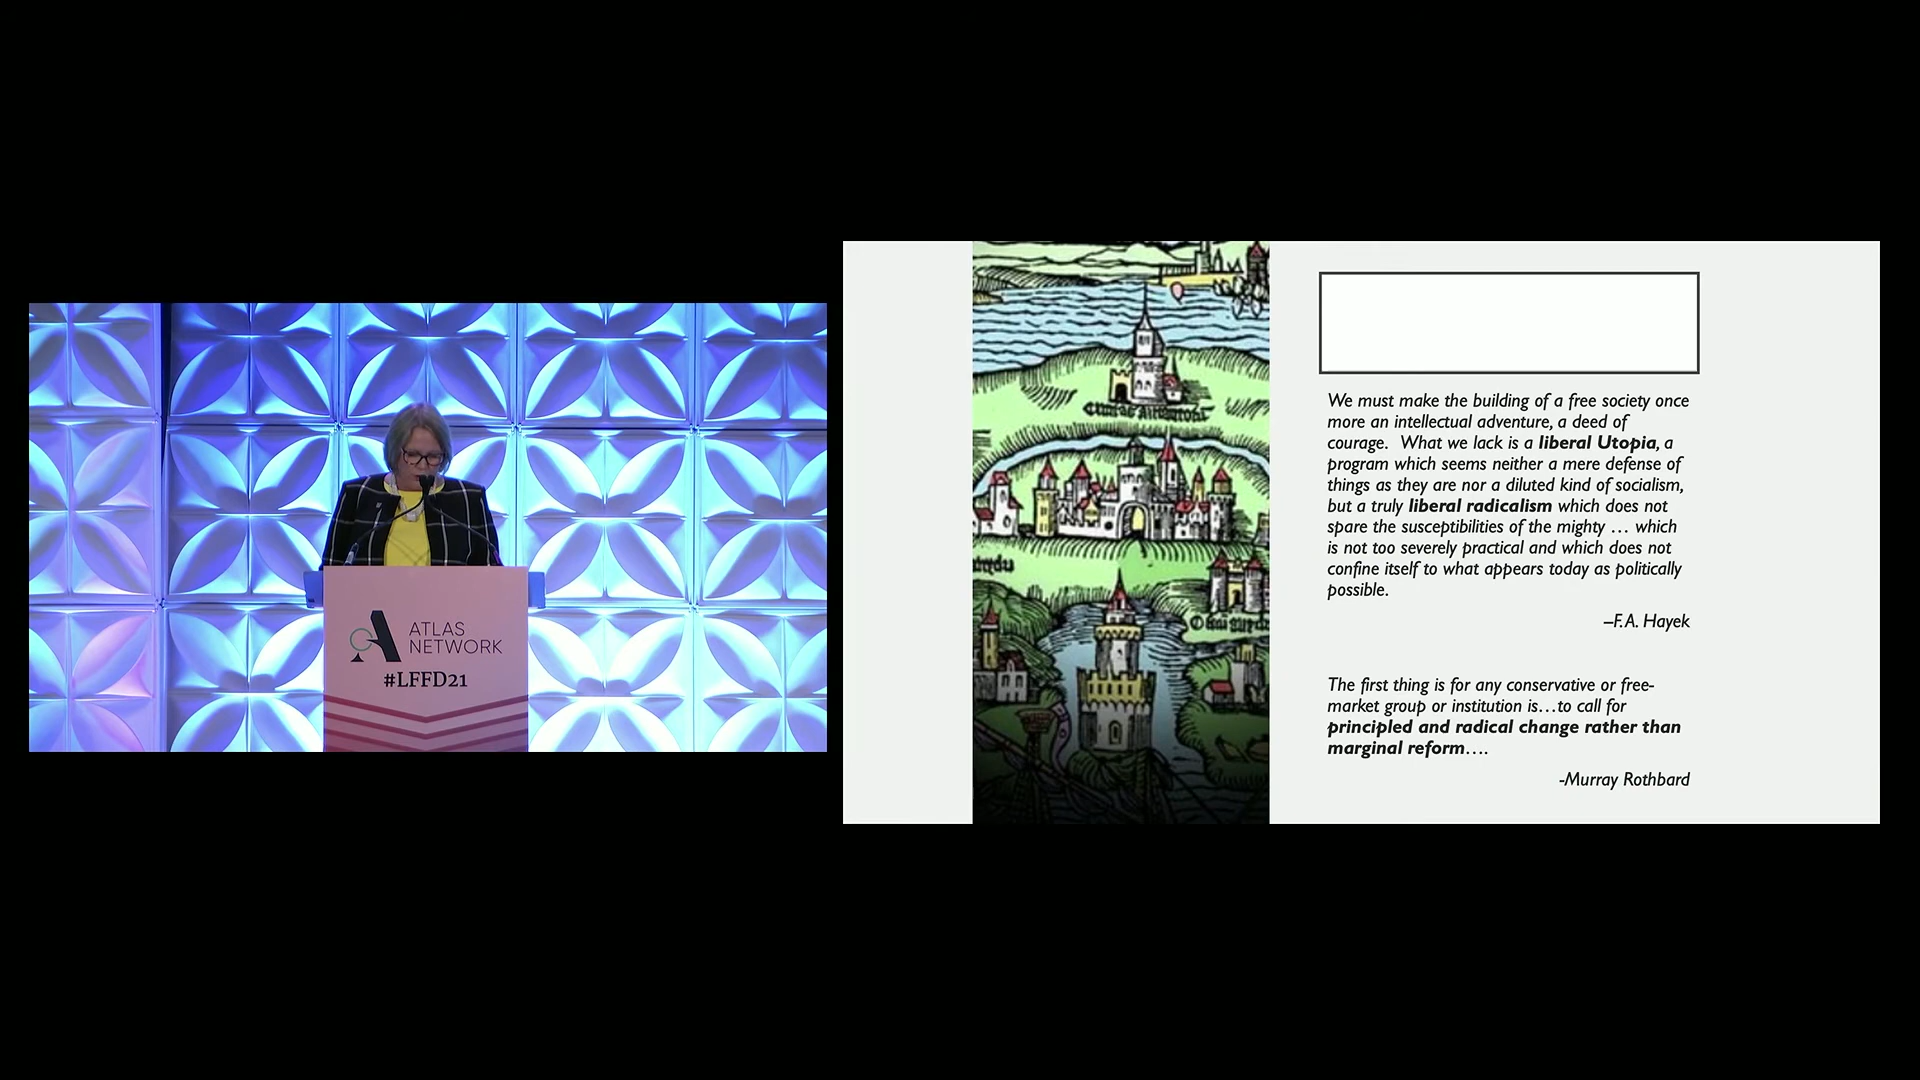 ATLAS
NETWORK
#LFFD21
We must make the building of a free society once
more an intellectual adventure, a deed of
courage.  What we lack is a liberal Utopia, a
program which seems neither a mere defense of
things as they are nor a diluted kind of socialism,
but a truly liberal radicalism which does not
spare the susceptibilities of the mighty … which
is not too severely practical and which does not
confine itself to what appears today as politically
possible.
–F.A. Hayek
The first thing is for any conservative or free-
market group or institution is…to call for
principled and radical change rather than
marginal reform….
-Murray Rothbard